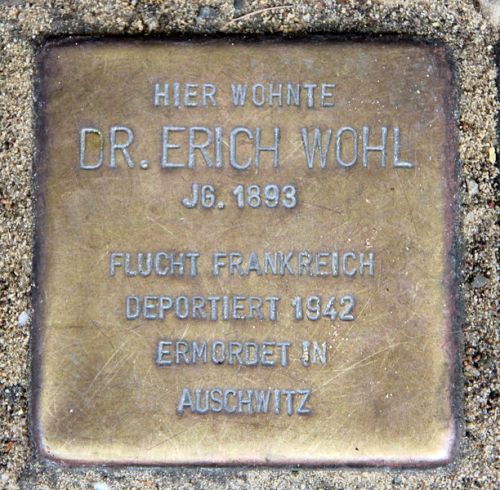 HIER WOHNTE
DR. ERICH WOHL
JG. 1893
FLUCHT FRANKREICH
DEPORTIERT 1942
ERMORDET IN
AUSCHWITZ